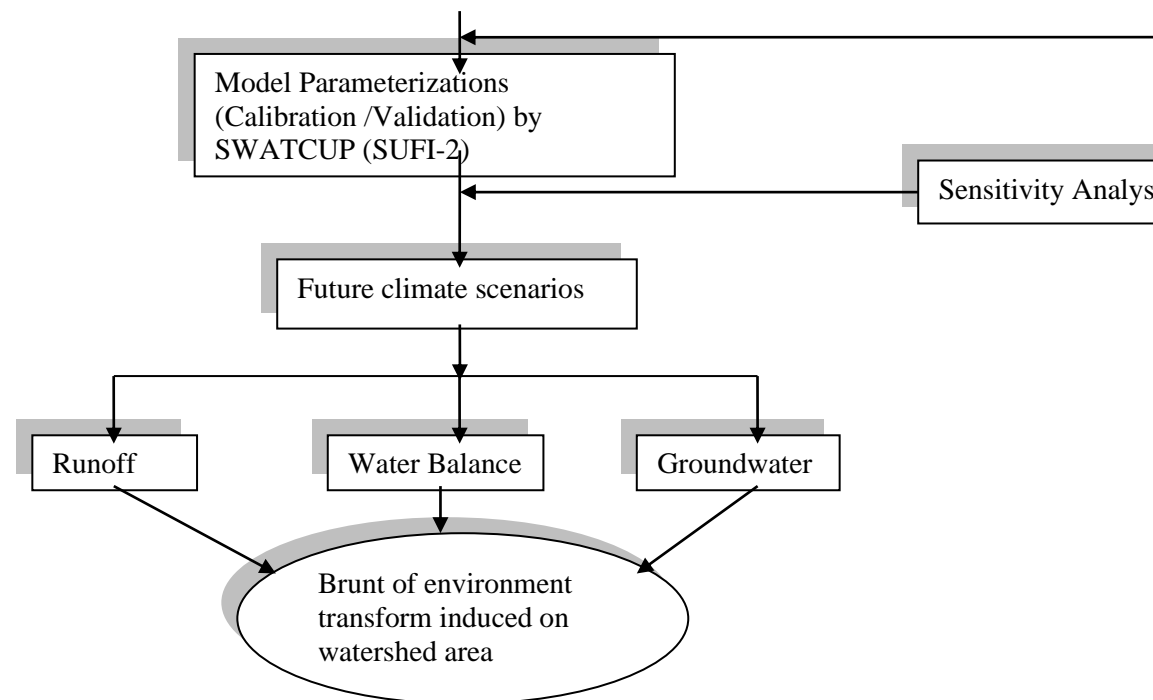 Model Parameterizations
(Calibration /Validation) by
SWATCUP (SUFI-2)
Sensitivity Analys
Future climate scenarios
Runoff
Water Balance
Groundwater
Brunt of environment
transform induced on
watershed area